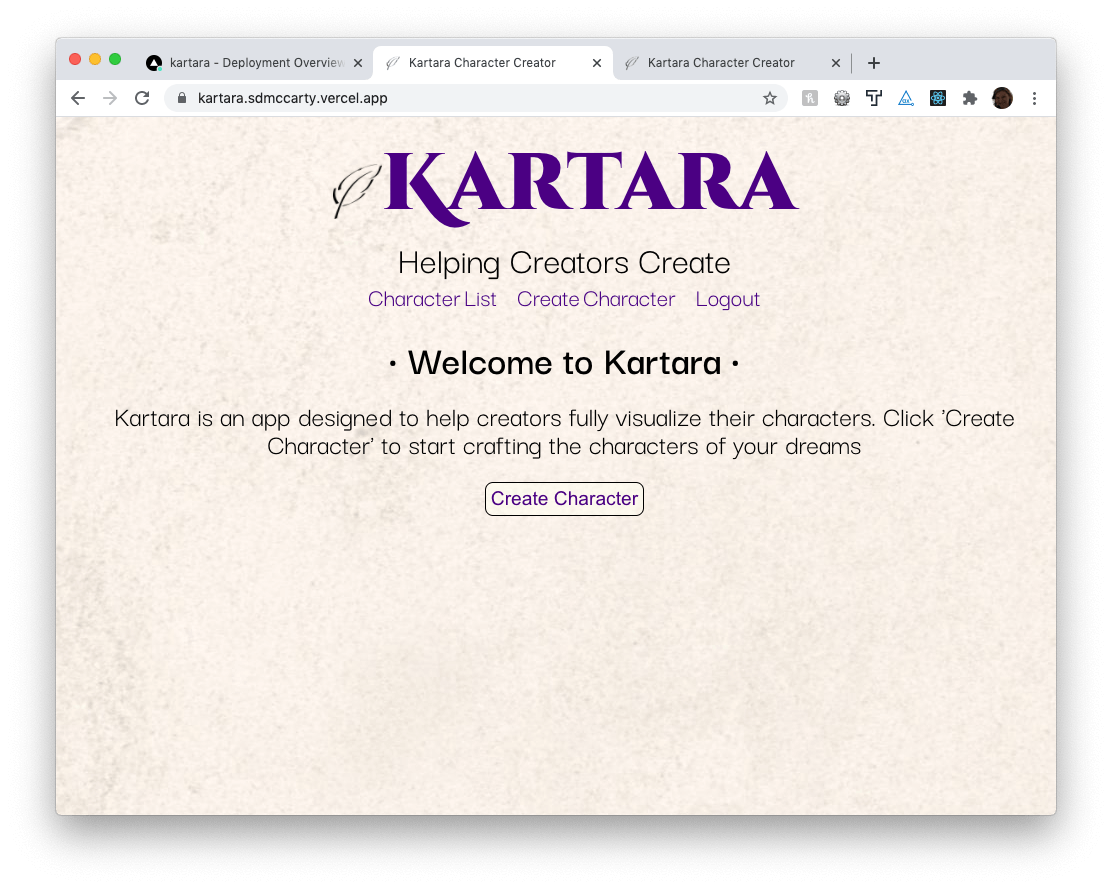 kartara - Deployment Overview
Kartara Character Creator
Kartara Character Creator
kartara.sdmccarty.vercel.app
KARTARA
Helping Creators Create
Character List Create Character Logout
· Welcome to Kartara ·
Kartara is an app designed to help creators fully visualize their characters. Click 'Create
Character' to start crafting the characters of your dreams
Create Character